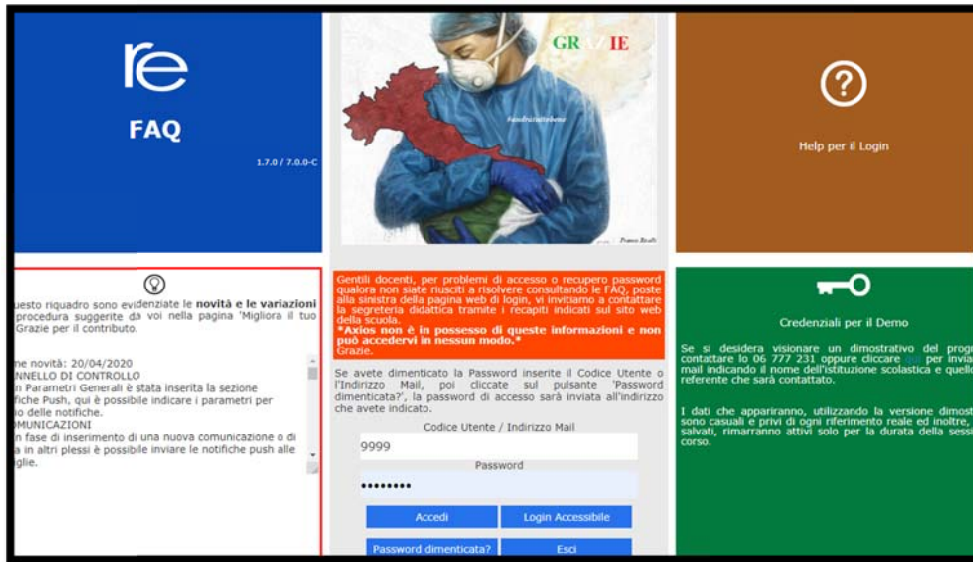 re
FAQ
1.7.0 / 7.0.0-C
uesto riquadro sono evidenziate le novità e le variazioni
procedura suggerite da voi nella pagina 'Migliora il tuo
Grazie per il contributo.
me novità: 20/04/2020
NNELLO DI CONTROLLO
n Parametri Generali è stata inserita la sezione
fiche Push, qui è possibile indicare i parametri per
io delle notifiche.
OMUNICAZIONI
n fase di inserimento di una nuova comunicazione o di
a in altri plessi è possibile inviare le notifiche push alle
iglie.
GRAZIE
#andratuttobene
Gentili docenti, per problemi di accesso o recupero password
qualora non siate riusciti a risolvere consultando le FAQ, poste
alla sinistra della pagina web di login, vi invitiamo a contattare
la segreteria didattica tramite i recapiti indicati sul sito web
della scuola.
*Axios non è in possesso di queste informazioni e non
può accedervi in nessun modo.*
Grazie.
Se avete dimenticato la Password inserite il Codice Utente o
l'Indirizzo Mail, poi cliccate sul pulsante 'Password
dimenticata?', la password di accesso sarà inviata all'indirizzo
che avete indicato.
Codice Utente / Indirizzo Mail
9999
Password
Accedi
Login Accessibile
Password dimenticata?
Esci
Help per il Login
Credenziali per il Demo
Se si desidera visionare un dimostrativo del progr
contattare lo 06 777 231 oppure cliccare qui per invia
mail indicando il nome dell'istituzione scolastica e quello
referente che sarà contattato.
I dati che appariranno, utilizzando la versione dimost
sono casuali e privi di ogni riferimento reale ed inoltre,
salvati, rimarranno attivi solo per la durata della sessi
corso.